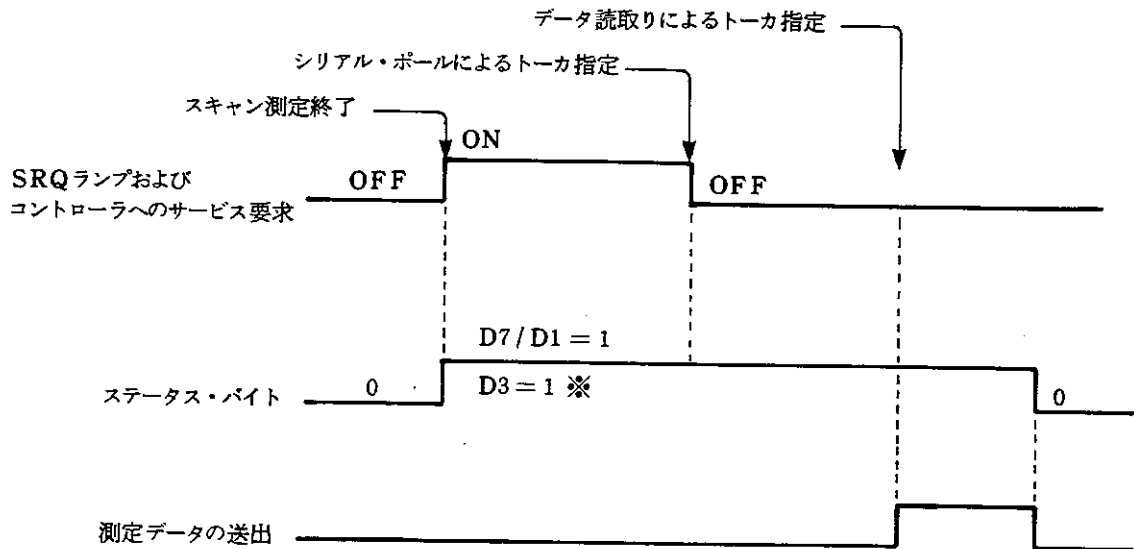 データ読取りによるトーカ指定
シリアル・ポールによるトーカ指定
スキャン測定終了
ON
SRQランプおよび
コントローラへのサービス要求
OFF
OFF
D7/D1=1
ステータス・バイト
0
D3=1 ※
0
測定データの送出